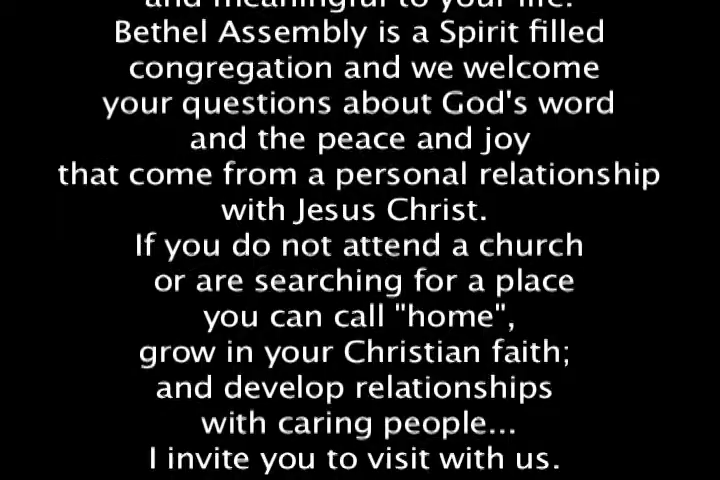 and meaningful to your life.
Bethel Assembly is a Spirit filled
congregation and we welcome
your questions about God's word
and the peace and joy
that come from a personal relationship
with Jesus Christ.
If you do not attend a church
or are searching for a place
you can call "home",
grow in your Christian faith;
and develop relationships
with caring people...
I invite you to visit with us.